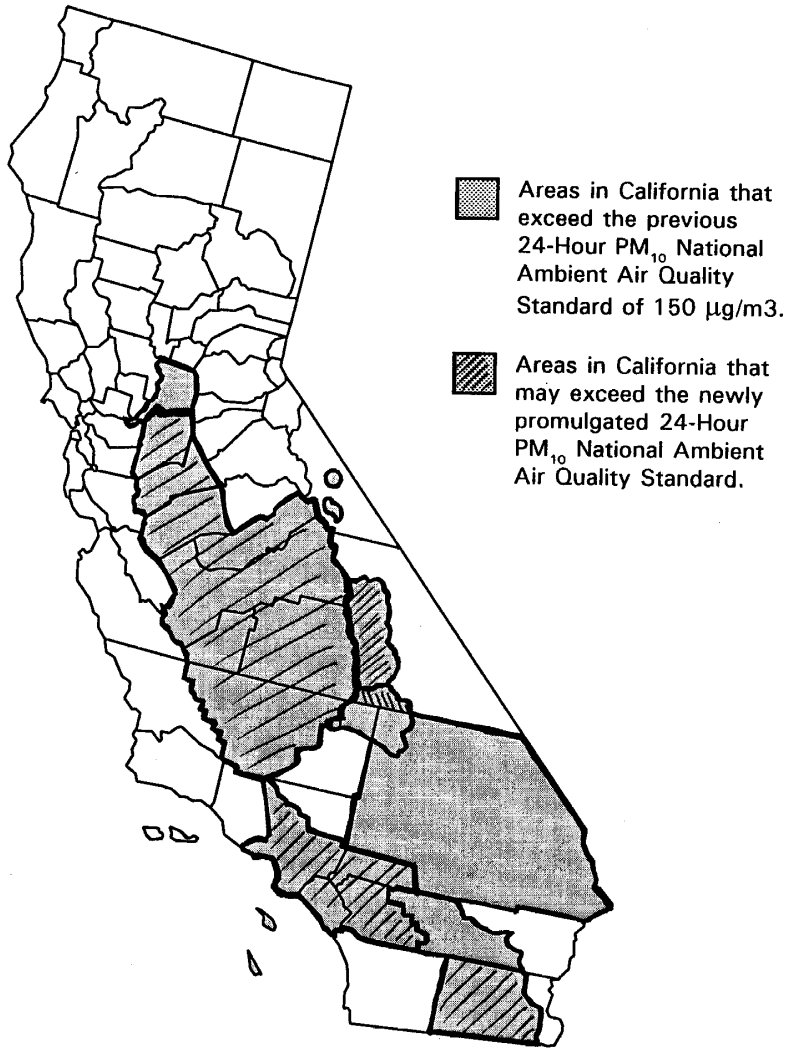 Areas in California that
exceed the previous
24-Hour PM₁₀ National
Ambient Air Quality
Standard of 150 µg/m3.
Areas in California that
may exceed the newly
promulgated 24-Hour
PM₁₀ National Ambient
Air Quality Standard.